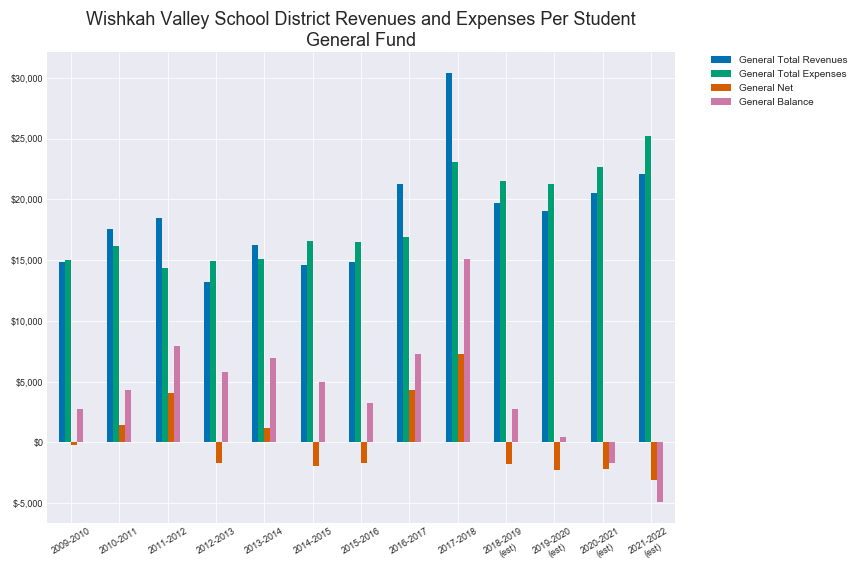 Wishkah Valley School District Revenues and Expenses Per Student
General Fund
General Total Revenues
General Total Expenses
General Net
General Balance
$30,000
$25,000
$20,000
$15,000
$10,000
$5,000
$0
$-5,000
2009-2010
2010-2011
2011-2012
2012-2013
2013-2014
2014-2015
2015-2016
2016-2017
2017-2018
2018-2019
(est)
2019-2020
(est)
2020-2021
(est)
2021-2022
(est)